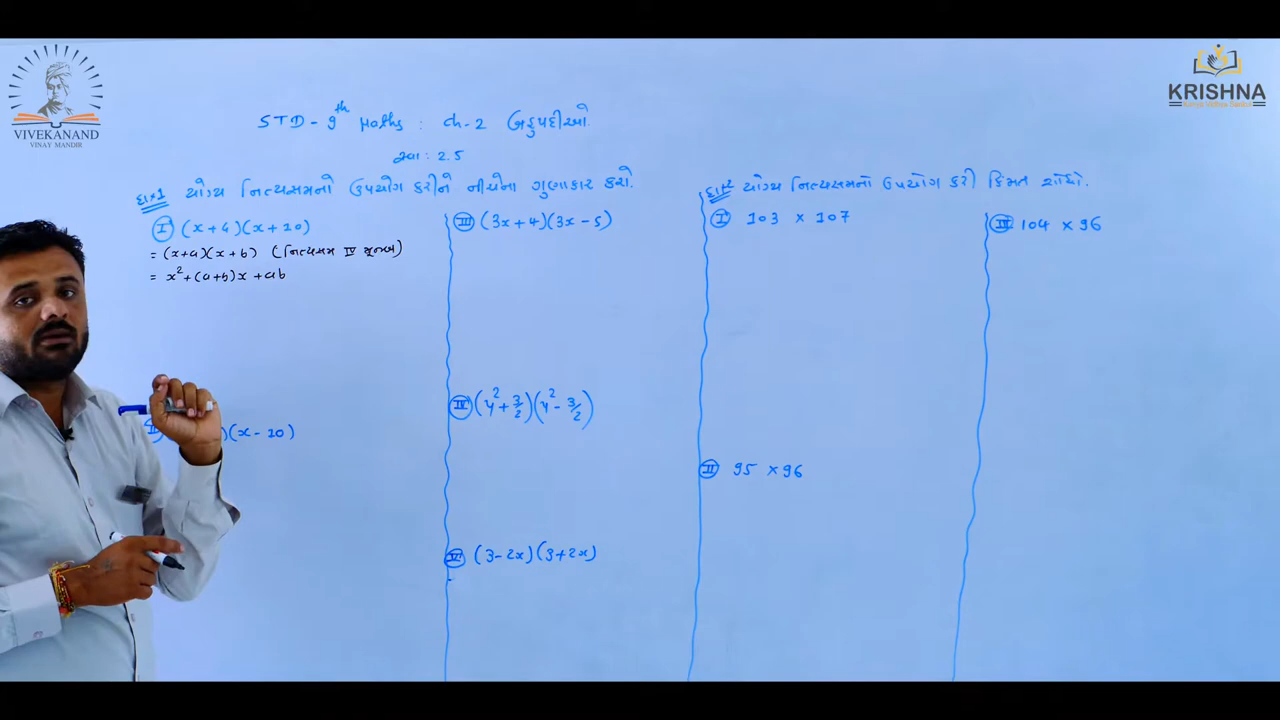 VIVEKANAND
VINAY MANDIR
KRISHNA
STD - 9th Maths : ch-2 બહુપદીઓ.
સ્વા : 2.5
દા*1 યોગ્ય નિત્યસમનો ઉપયોગ કરીને નીચેના ગુણાકાર કરો.
I (x+4)(x+10)
= (x+a)(x+b) (નિત્યસમ IV મુજબ)
= x²+(a+b)x+ab
II )(x-10)
III (3x+4)(3x-5)
IV (y²+3/2)(y²-3/2)
(3-2x)(3+2x)
દા*2 યોગ્ય નિત્યસમનો ઉપયોગ કરી કિંમત શોધો.
I 103 × 107
II 95 × 96
III 104 × 96